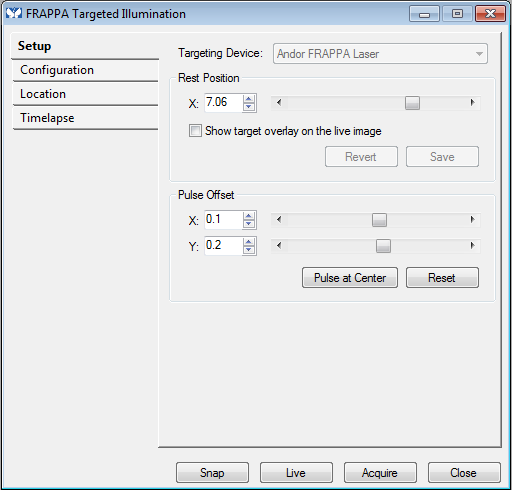 FRAPPA Targeted Illumination
Setup
Configuration
Location
Timelapse
Targeting Device: Andor FRAPPA Laser
Rest Position
X: 7.06
Show target overlay on the live image
Revert Save
Pulse Offset
X: 0.1
Y: 0.2
Pulse at Center Reset
Snap Live Acquire Close